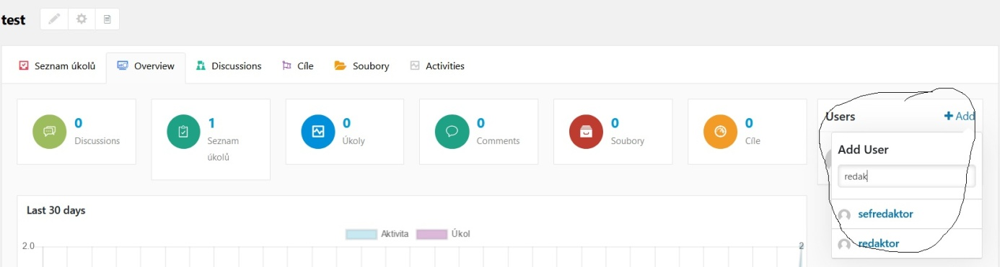 test
Seznam úkolů Overview Discussions Cíle Soubory Activities
0 Discussions
1 Seznam
úkolů
0 Úkoly
0 Comments
0 Soubory
0 Cíle
Users + Add
Add User
redak
sefredaktor
redaktor
Last 30 days
Aktivita Úkol
2.0 2